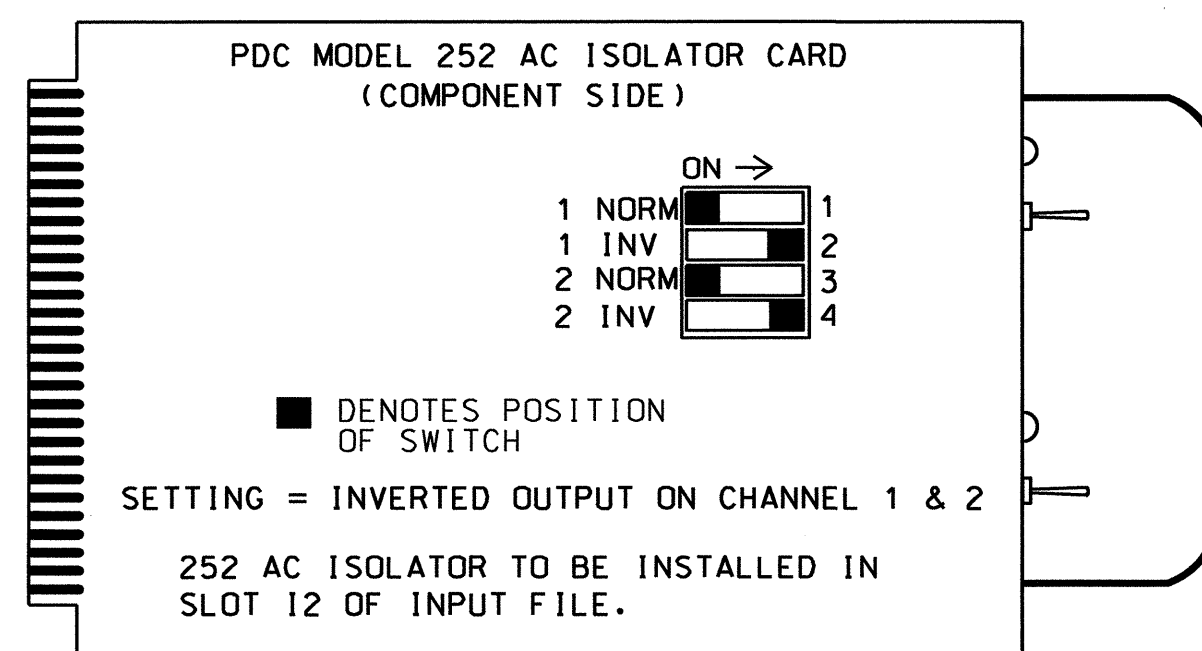 PDC MODEL 252 AC ISOLATOR CARD
(COMPONENT SIDE)
ON →
1 NORM 1
1 INV 2
2 NORM 3
2 INV 4
DENOTES POSITION
OF SWITCH
SETTING = INVERTED OUTPUT ON CHANNEL 1 & 2
252 AC ISOLATOR TO BE INSTALLED IN
SLOT I2 OF INPUT FILE.